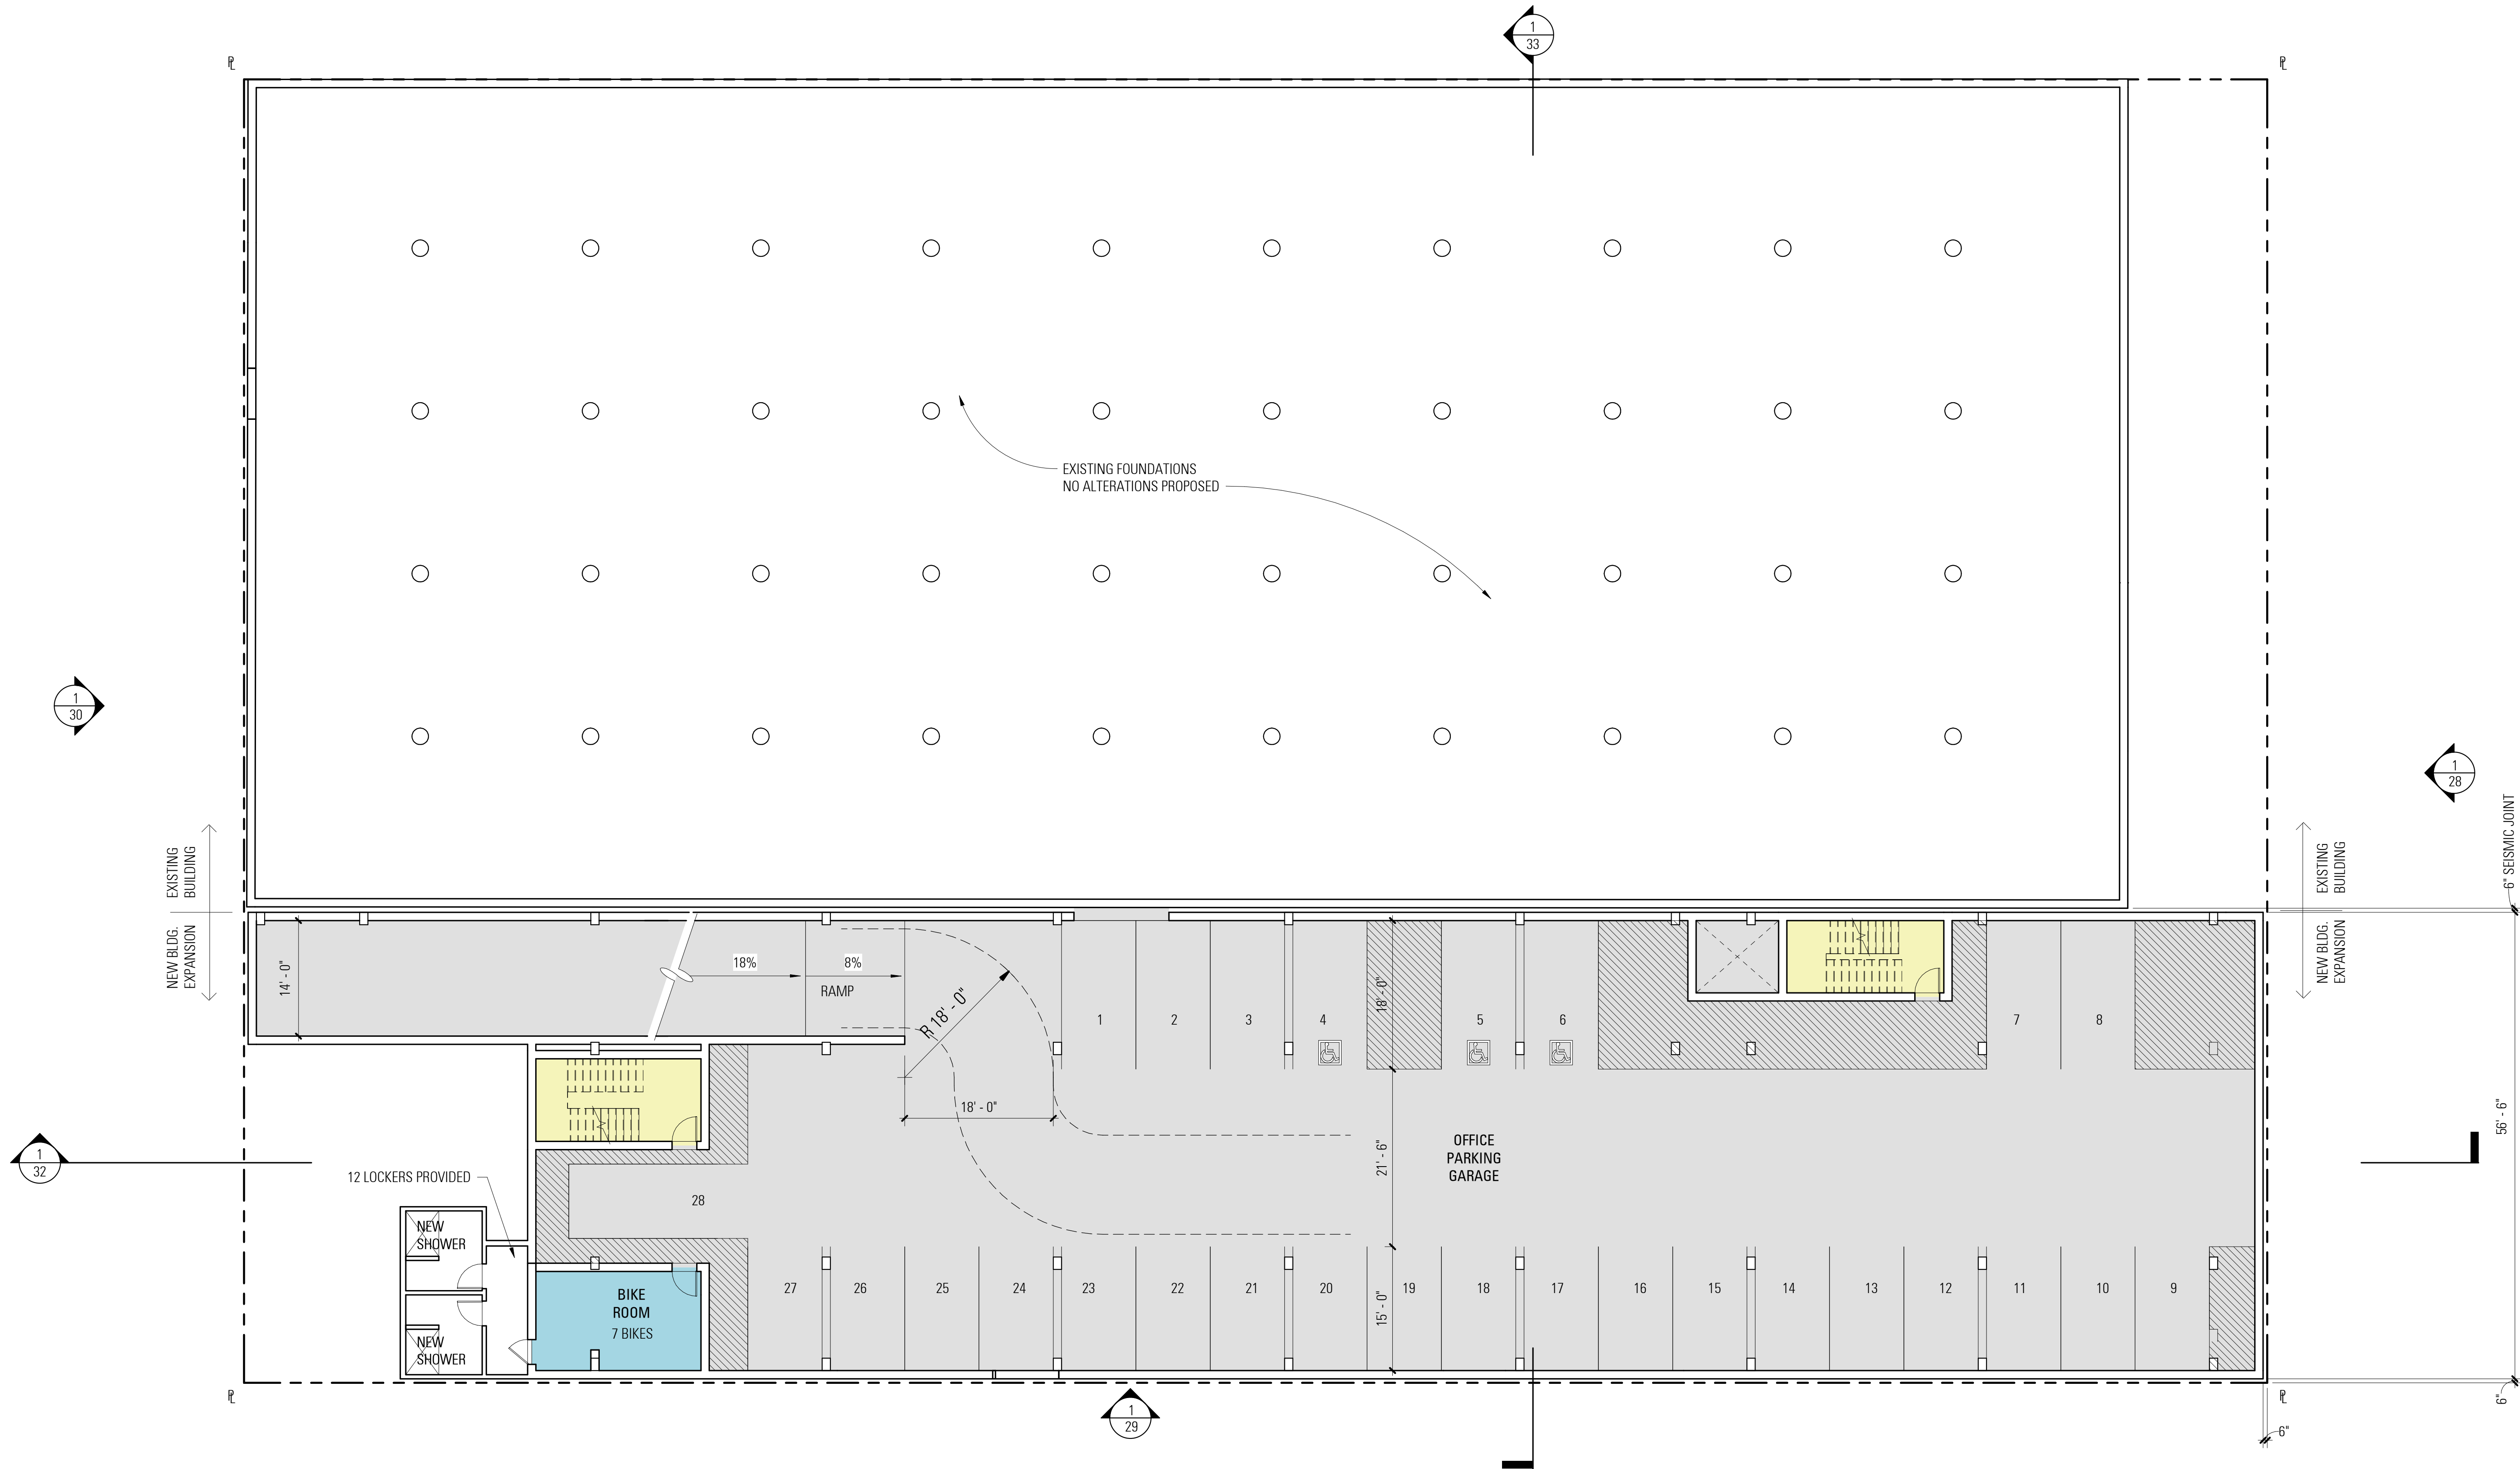 1
33
PL
PL
EXISTING FOUNDATIONS
NO ALTERATIONS PROPOSED
1
30
1
28
6" SEISMIC JOINT
EXISTING
BUILDING
EXISTING
BUILDING
NEW BLDG.
EXPANSION
NEW BLDG.
EXPANSION
14' - 0"
18%
8%
RAMP
R 18' - 0"
18' - 0"
1
2
3
4
5
6
7
8
18' - 0"
56' - 6"
21' - 6"
OFFICE
PARKING
GARAGE
1
32
12 LOCKERS PROVIDED
28
NEW
SHOWER
27
26
25
24
23
22
21
20
19
18
17
16
15
14
13
12
11
10
9
15' - 0"
BIKE
ROOM
7 BIKES
NEW
SHOWER
PL
PL
1
29
6"
6"